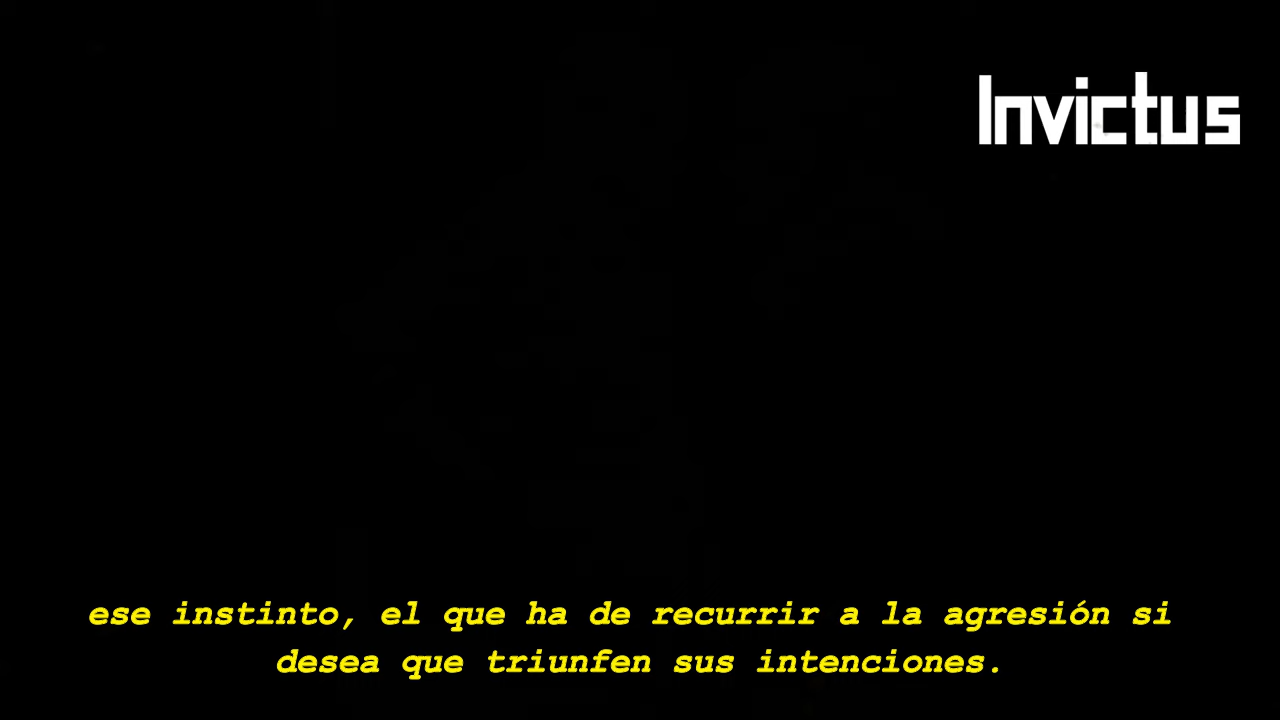 Invictus
ese instinto, el que ha de recurrir a la agresión si
desea que triunfen sus intenciones.